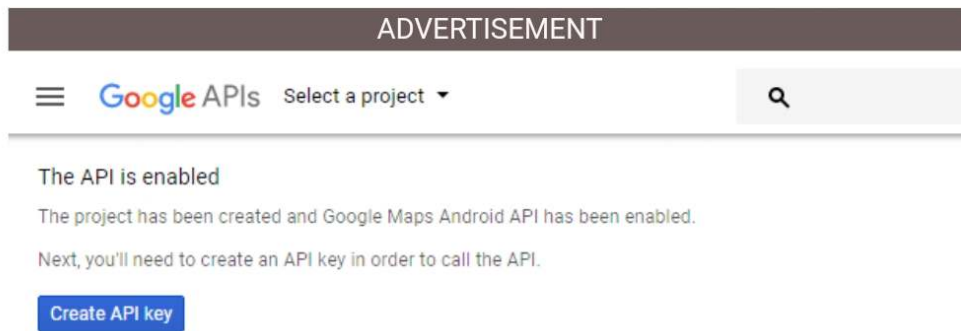 ADVERTISEMENT
Google APIs Select a project
The API is enabled
The project has been created and Google Maps Android API has been enabled.
Next, you'll need to create an API key in order to call the API.
Create API key